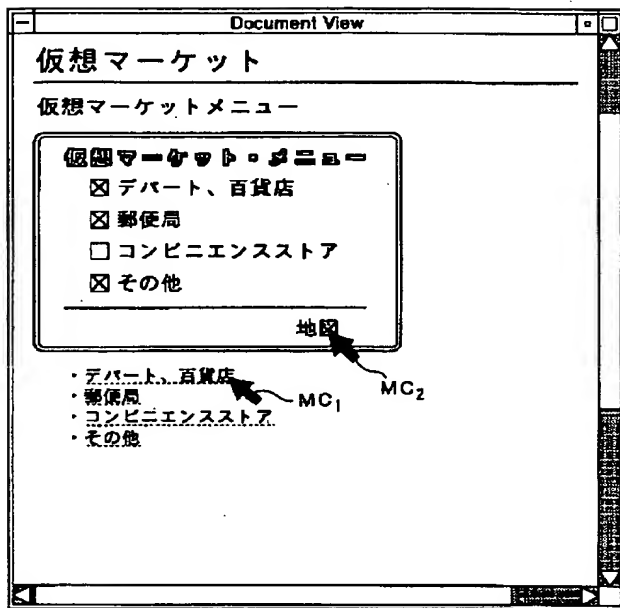 Document View
仮想マーケット
仮想マーケットメニュー
仮想マーケット・メニュー
デパート、百貨店
郵便局
コンビニエンスストア
その他
地図
・デパート、百貨店
・郵便局
・コンビニエンスストア
・その他
MC1
MC2